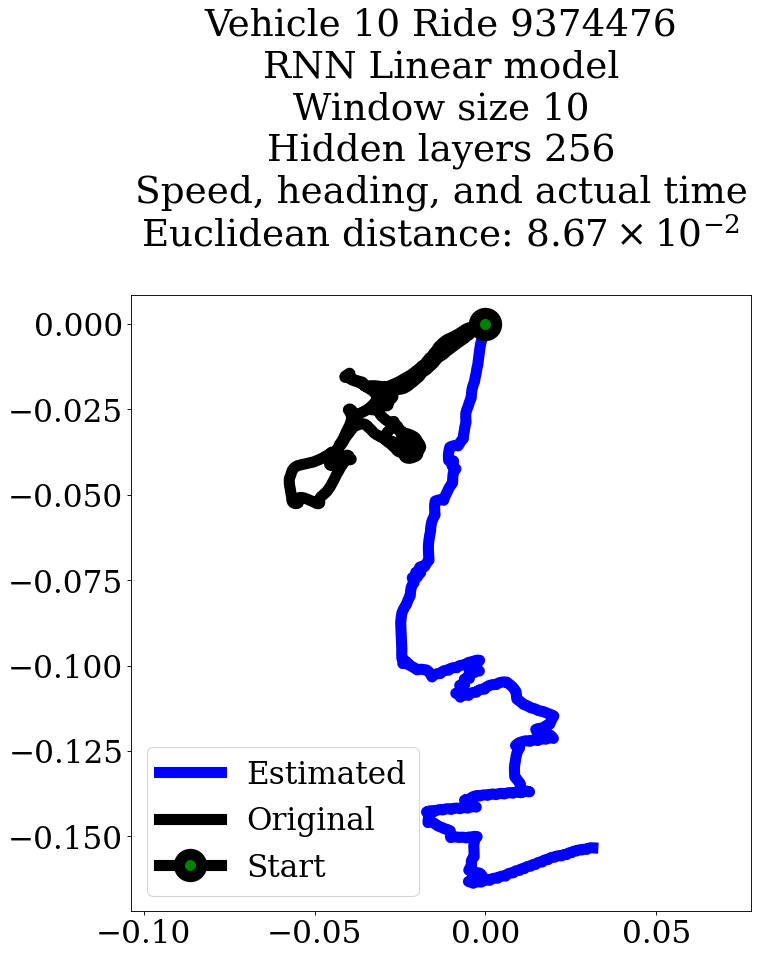 Vehicle 10 Ride 9374476
RNN Linear model
Window size 10
Hidden layers 256
Speed, heading, and actual time
Euclidean distance: 8.67 × 10⁻²
0.000
−0.025
−0.050
−0.075
−0.100
−0.125
−0.150
Estimated
Original
Start
−0.10
−0.05
0.00
0.05